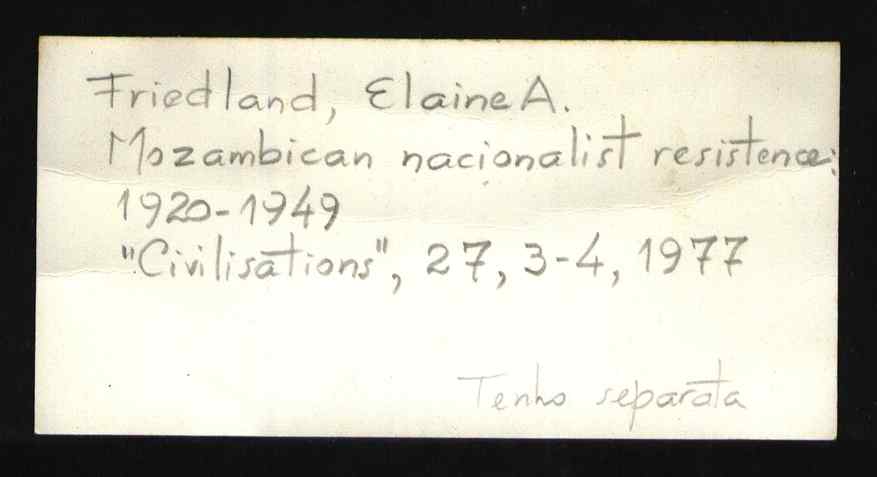 Friedland, Elaine A.
Mozambican nacionalist resistence:
1920-1949
"Civilisations", 27, 3-4, 1977
Tenho separata